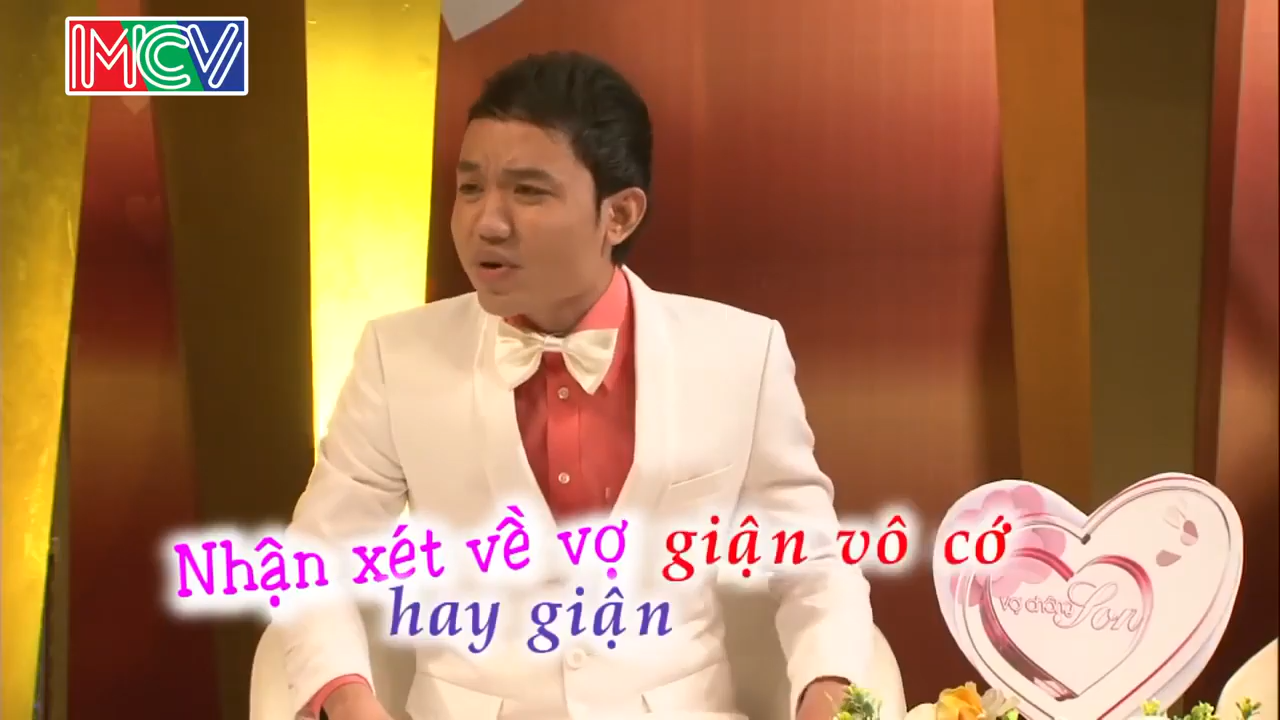 MCV
Nhận xét về vợ giận vô cớ
hay giận
vợ chồng
Son